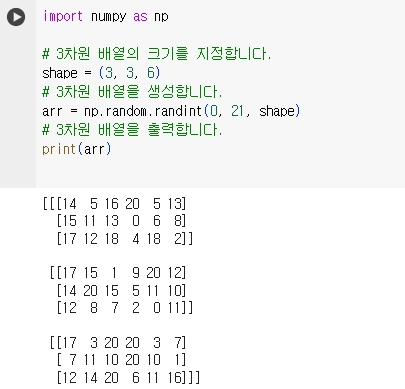 import numpy as np
# 3차원 배열의 크기를 지정합니다.
shape = (3, 3, 6)
# 3차원 배열을 생성합니다.
arr = np.random.randint(0, 21, shape)
# 3차원 배열을 출력합니다.
print(arr)
[[[14  5 16 20  5 13]
  [15 11 13  0  6  8]
  [17 12 18  4 18  2]]
 [[17 15  1  9 20 12]
  [14 20 15  5 11 10]
  [12  8  7  2  0 11]]
 [[17  3 20 20  3  7]
  [ 7 11 10 20 10  1]
  [12 14 20  6 11 16]]]